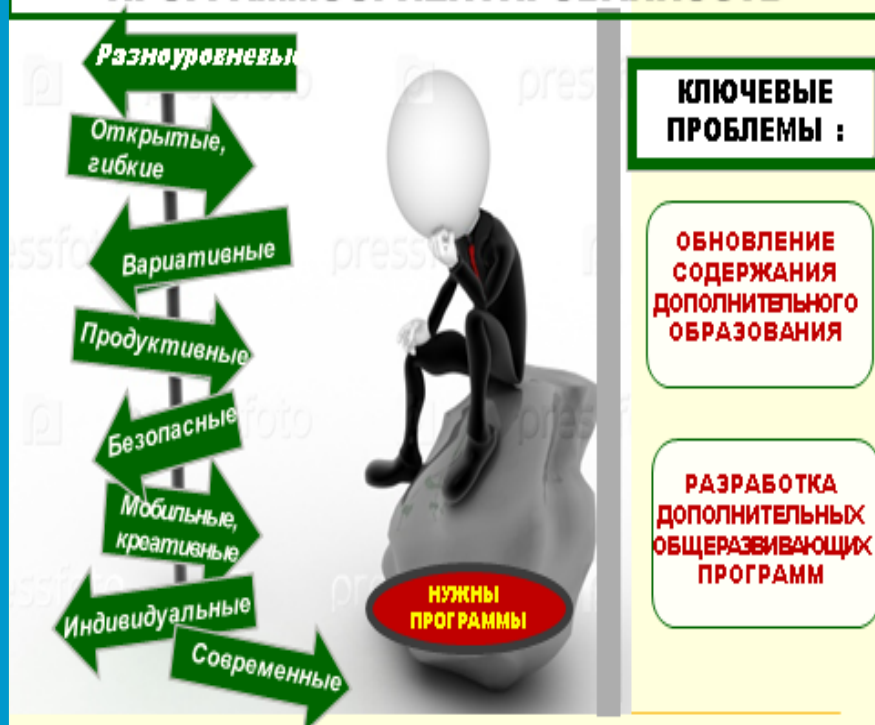 Разноуровневые
Открытые,
гибкие
Вариативные
Продуктивные
Безопасные
Мобильные,
креативные
Индивидуальные
Современные
НУЖНЫ
ПРОГРАММЫ
КЛЮЧЕВЫЕ
ПРОБЛЕМЫ :
ОБНОВЛЕНИЕ
СОДЕРЖАНИЯ
ДОПОЛНИТЕЛЬНОГО
ОБРАЗОВАНИЯ
РАЗРАБОТКА
ДОПОЛНИТЕЛЬНЫХ
ОБЩЕРАЗВИВАЮЩИХ
ПРОГРАММ
pressfoto